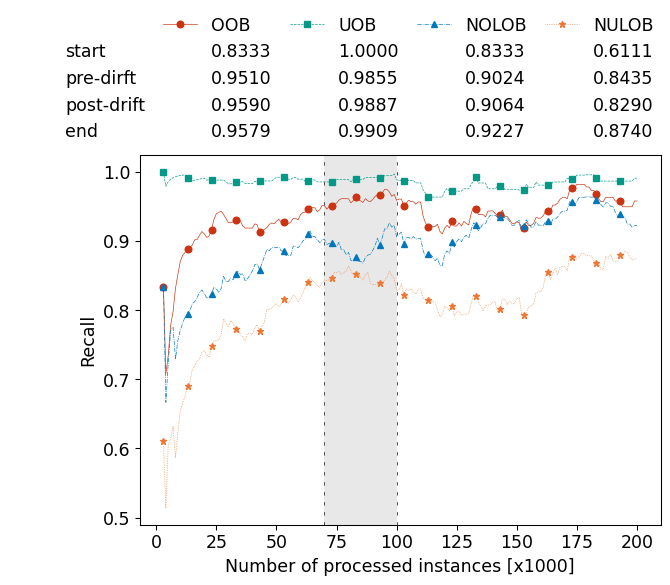 OOB UOB NOLOB NULOB
start 0.8333 1.0000 0.8333 0.6111
pre-dirft 0.9510 0.9855 0.9024 0.8435
post-drift 0.9590 0.9887 0.9064 0.8290
end 0.9579 0.9909 0.9227 0.8740
1.0
0.9
0.8
0.7
0.6
0.5
Recall
0 25 50 75 100 125 150 175 200
Number of processed instances [x1000]